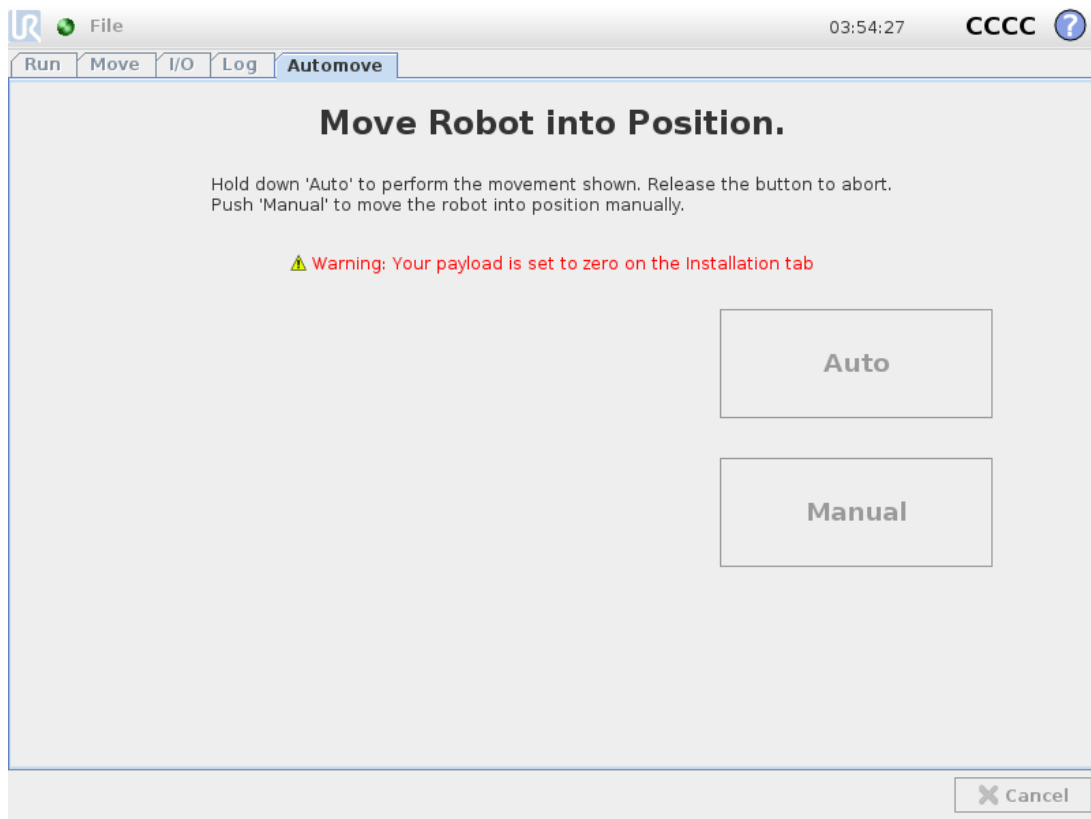 UR File 03:54:27 CCCC ?
Run Move I/O Log Automove
Move Robot into Position.
Hold down 'Auto' to perform the movement shown. Release the button to abort.
Push 'Manual' to move the robot into position manually.
Warning: Your payload is set to zero on the Installation tab
Auto
Manual
Cancel